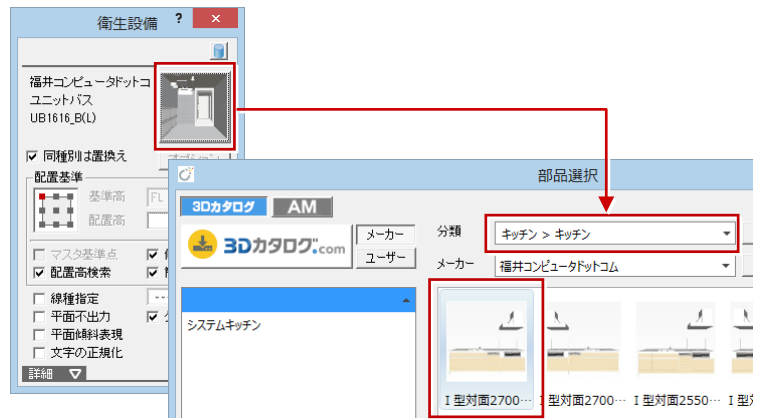 衛生設備 ? ×
福井コンピュータドットコ
ユニットバス
UB1616_B(L)
同種別は置換え
配置基準
基準高 FL
配置高
マスタ基準点
配置高検索
線種指定
平面不出力
平面傾斜表現
文字の正規化
詳細
部品選択
3Dカタログ AM
3Dカタログ.com
メーカー
ユーザー
分類 キッチン > キッチン
メーカー 福井コンピュータドットコム
システムキッチン
I 型対面2700… I 型対面2700… I 型対面2550…